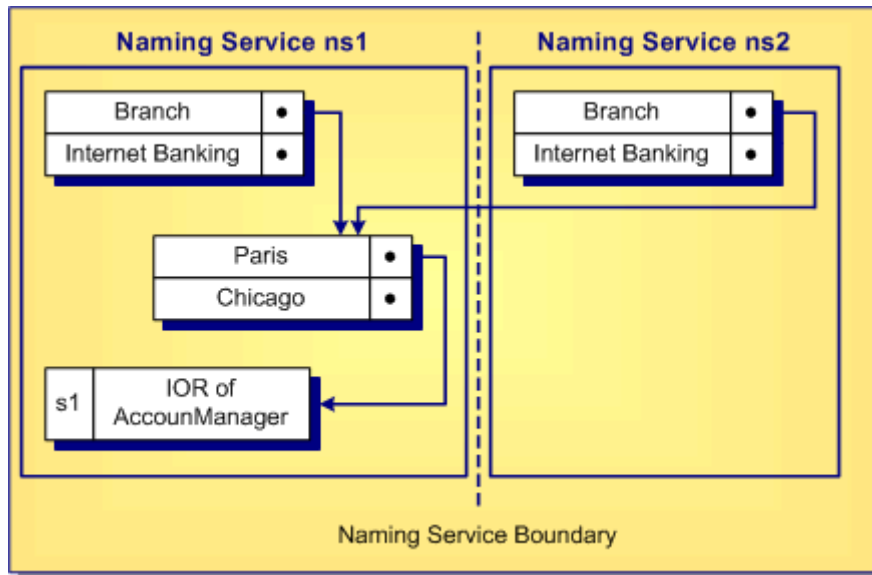 Naming Service ns1
Naming Service ns2
Branch
Internet Banking
Branch
Internet Banking
Paris
Chicago
s1
IOR of
AccounManager
Naming Service Boundary